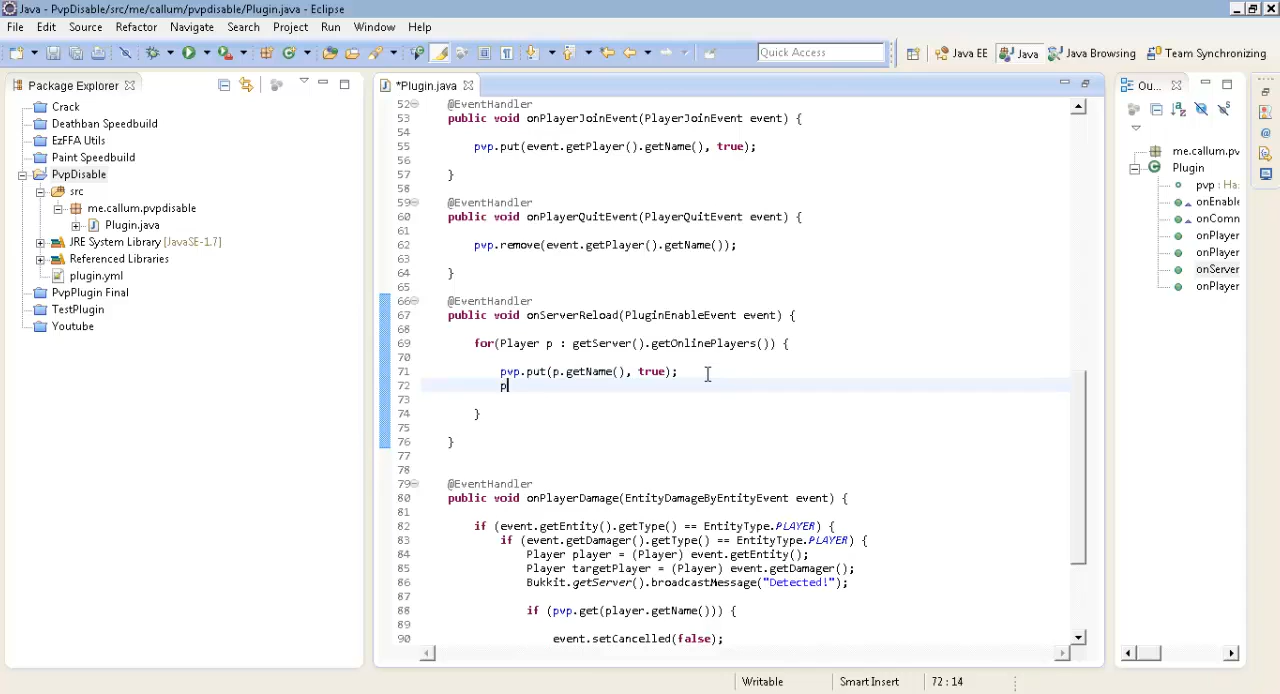 Java - PvpDisable/src/me/callum/pvpdisable/Plugin.java - Eclipse
File Edit Source Refactor Navigate Search Project Run Window Help
Quick Access
Java EE Java Java Browsing Team Synchronizing
Package Explorer
*Plugin.java
Ou...
Crack
Deathban Speedbuild
EzFFA Utils
Paint Speedbuild
PvpDisable
src
me.callum.pvpdisable
Plugin.java
JRE System Library [JavaSE-1.7]
Referenced Libraries
plugin.yml
PvpPlugin Final
TestPlugin
Youtube
52 @EventHandler
53 public void onPlayerJoinEvent(PlayerJoinEvent event) {
54
55 pvp.put(event.getPlayer().getName(), true);
56
57 }
58
59 @EventHandler
60 public void onPlayerQuitEvent(PlayerQuitEvent event) {
61
62 pvp.remove(event.getPlayer().getName());
63
64 }
65
66 @EventHandler
67 public void onServerReload(PluginEnableEvent event) {
68
69 for(Player p : getServer().getOnlinePlayers()) {
70
71 pvp.put(p.getName(), true);
72 p
73
74 }
75
76 }
77
78
79 @EventHandler
80 public void onPlayerDamage(EntityDamageByEntityEvent event) {
81
82 if (event.getEntity().getType() == EntityType.PLAYER) {
83 if (event.getDamager().getType() == EntityType.PLAYER) {
84 Player player = (Player) event.getEntity();
85 Player targetPlayer = (Player) event.getDamager();
86 Bukkit.getServer().broadcastMessage("Detected!");
87
88 if (pvp.get(player.getName())) {
89
90 event.setCancelled(false);
me.callum.pv
Plugin
pvp : Ha
onEnable
onComn
onPlayer
onPlayer
onServer
onPlayer
Writable Smart Insert 72 : 14